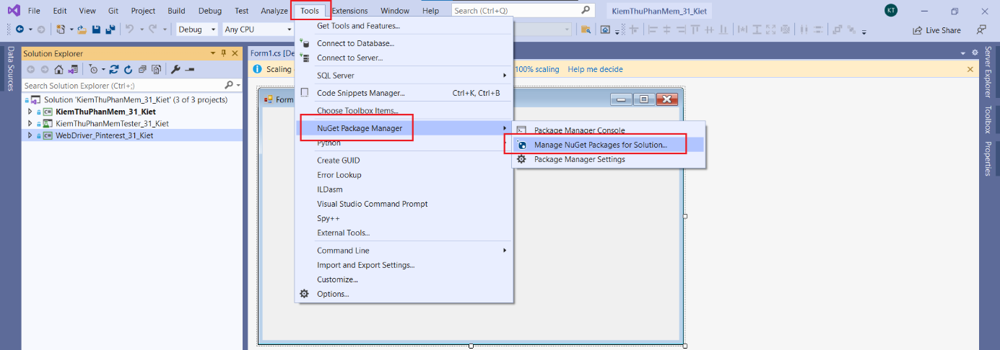 File Edit View Git Project Build Debug Test Analyze Tools Extensions Window Help Search (Ctrl+Q) KiemThuPhanMem_31_Kiet KT
Debug Any CPU Live Share
Data Sources
Solution Explorer
Search Solution Explorer (Ctrl+;)
Solution 'KiemThuPhanMem_31_Kiet' (3 of 3 projects)
C# KiemThuPhanMem_31_Kiet
KiemThuPhanMemTester_31_Kiet
C# WebDriver_Pinterest_31_Kiet
Form1.cs [De
Scaling 100% scaling Help me decide
Form
Get Tools and Features...
Connect to Database...
Connect to Server...
SQL Server
Code Snippets Manager... Ctrl+K, Ctrl+B
Choose Toolbox Items...
NuGet Package Manager
Python
Create GUID
Error Lookup
ILDasm
Visual Studio Command Prompt
Spy++
External Tools...
Command Line
Import and Export Settings...
Customize...
Options...
Package Manager Console
Manage NuGet Packages for Solution...
Package Manager Settings
Server Explorer
Toolbox
Properties